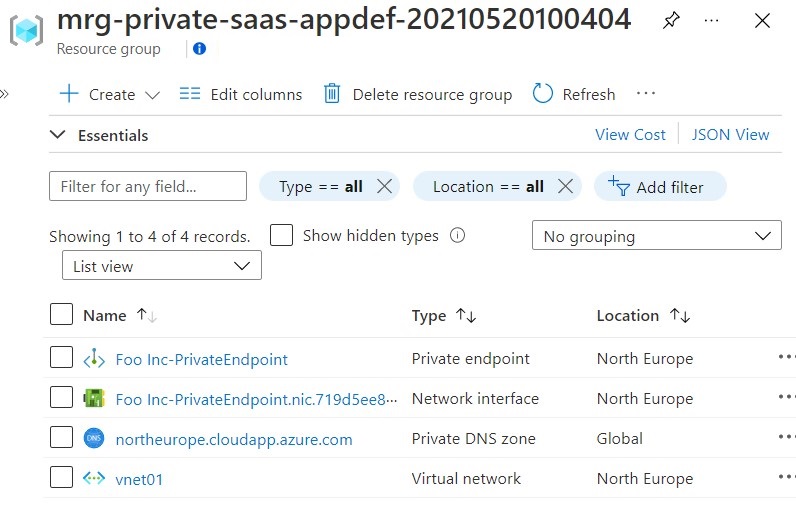 mrg-private-saas-appdef-20210520100404
Resource group
Create Edit columns Delete resource group Refresh
Essentials View Cost JSON View
Filter for any field... Type == all Location == all Add filter
Showing 1 to 4 of 4 records. Show hidden types No grouping
List view
Name Type Location
Foo Inc-PrivateEndpoint Private endpoint North Europe
Foo Inc-PrivateEndpoint.nic.719d5ee8··· Network interface North Europe
DNS northeurope.cloudapp.azure.com Private DNS zone Global
vnet01 Virtual network North Europe